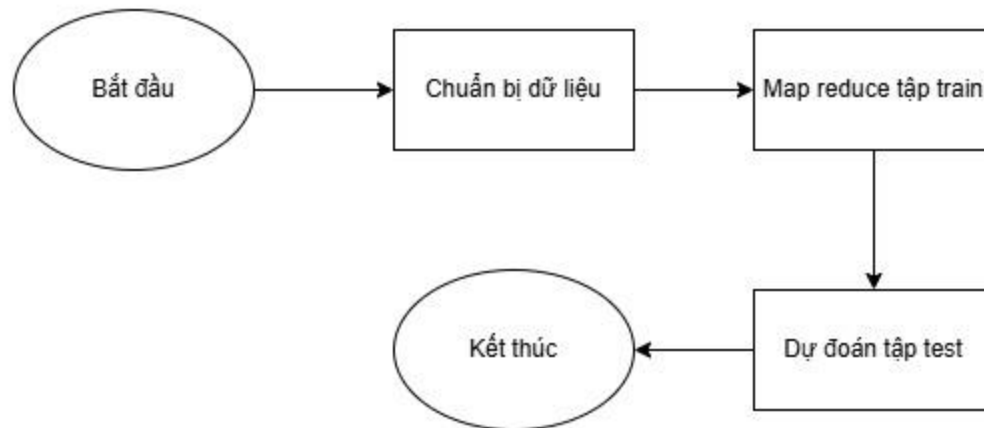 Bắt đầu
Chuẩn bị dữ liệu
Map reduce tập train
Dự đoán tập test
Kết thúc